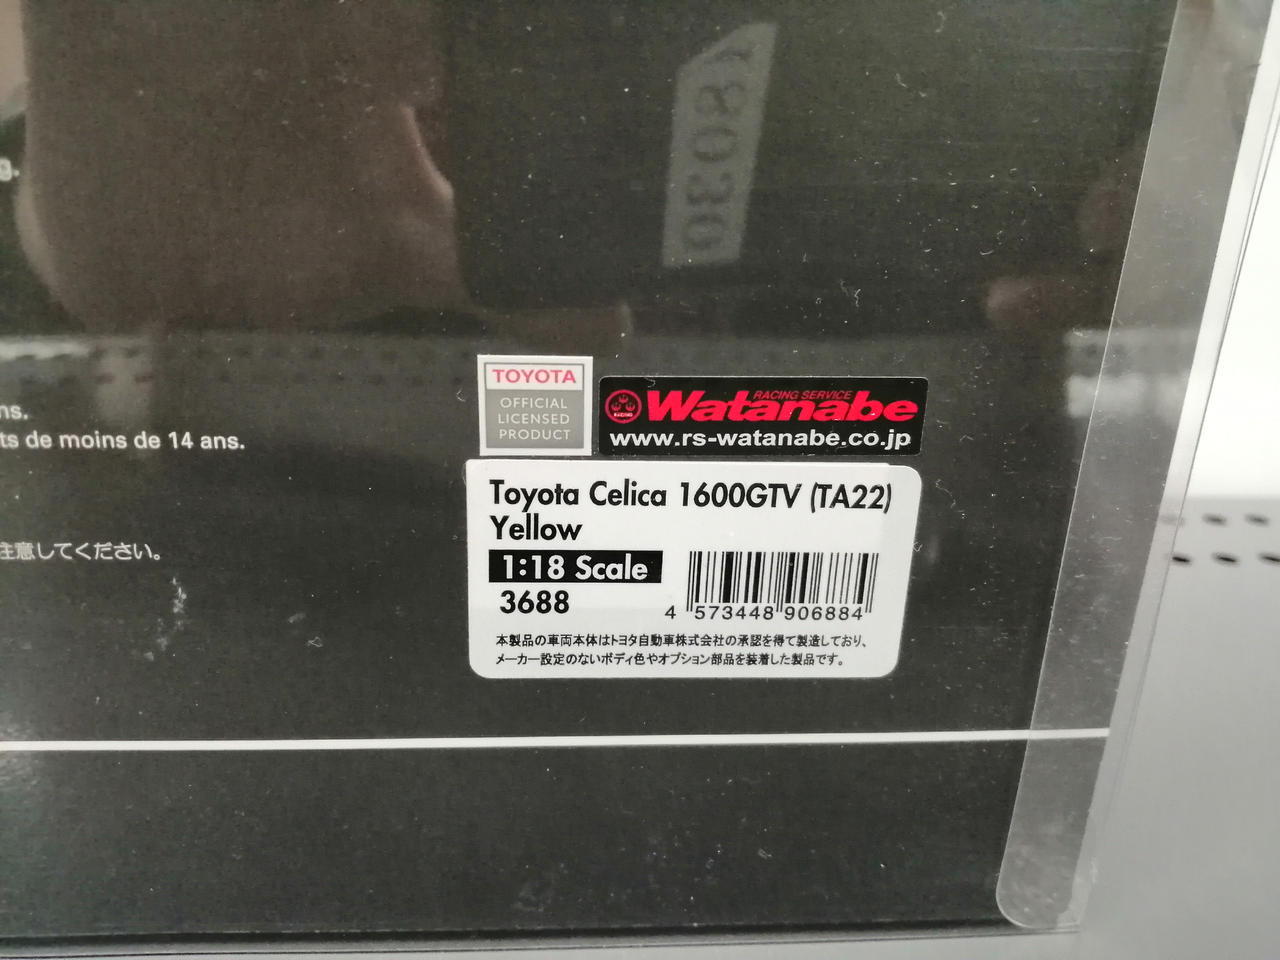 g.
ns.
ts de moins de 14 ans.
注意してください。
TOYOTA
OFFICIAL
LICENSED
PRODUCT
RACING SERVICE
Watanabe
www.rs-watanabe.co.jp
Toyota Celica 1600GTV (TA22)
Yellow
1:18 Scale
3688
4 573448 906884
本製品の車両本体はトヨタ自動車株式会社の承認を得て製造しており、
メーカー設定のないボディ色やオプション部品を装着した製品です。